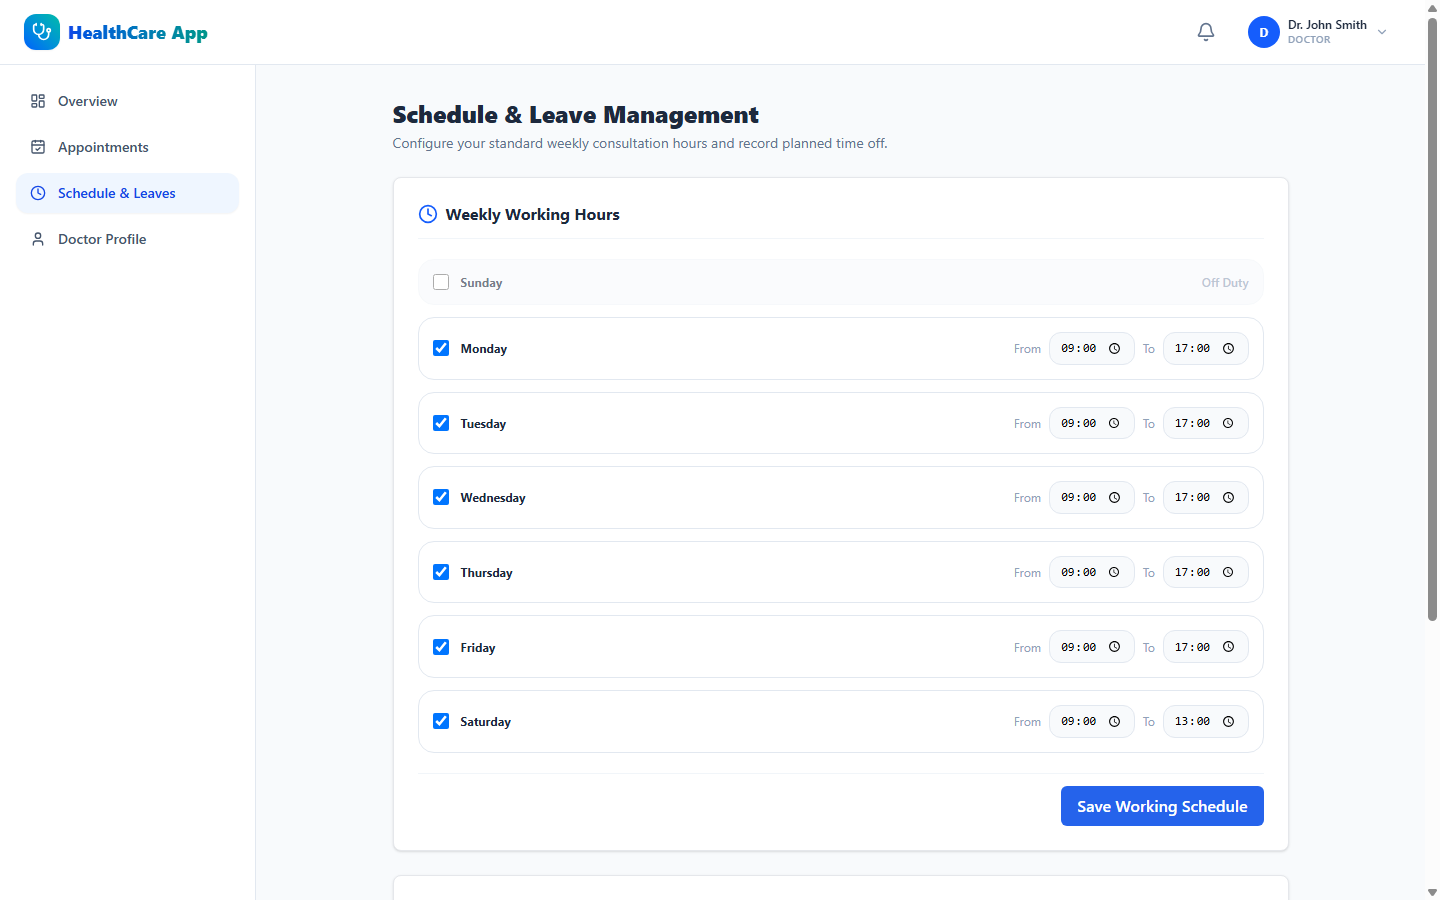 HealthCare App
D
Dr. John Smith
DOCTOR
Overview
Appointments
Schedule & Leaves
Doctor Profile
Schedule & Leave Management
Configure your standard weekly consultation hours and record planned time off.
Weekly Working Hours
Sunday Off Duty
Monday From 09:00 To 17:00
Tuesday From 09:00 To 17:00
Wednesday From 09:00 To 17:00
Thursday From 09:00 To 17:00
Friday From 09:00 To 17:00
Saturday From 09:00 To 13:00
Save Working Schedule